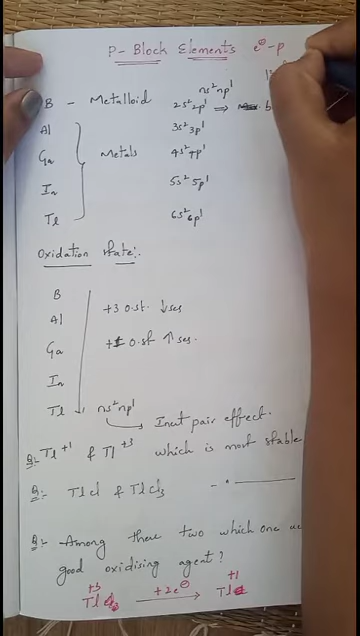 P-Block Elements e⊖-p
ns²np¹
B - Metalloid 2s²2p¹ ⇒ b
Al 3s²3p¹
Ga Metals 4s²4p¹
In 5s²5p¹
Tl 6s²6p¹
Oxidation state:-
B
Al +3 o.st. ↓ses
Ga +1 o.st ↑ses.
In
Tl ns²np¹
→ Inert pair effect.
Q:- Tl⁺¹ & Tl⁺³ which is most stable
Q:- TlCl & TlCl₃ - " -
Q:- Among these two which one
good oxidising agent?
+3 +2e⊖ +1
Tl → Tl